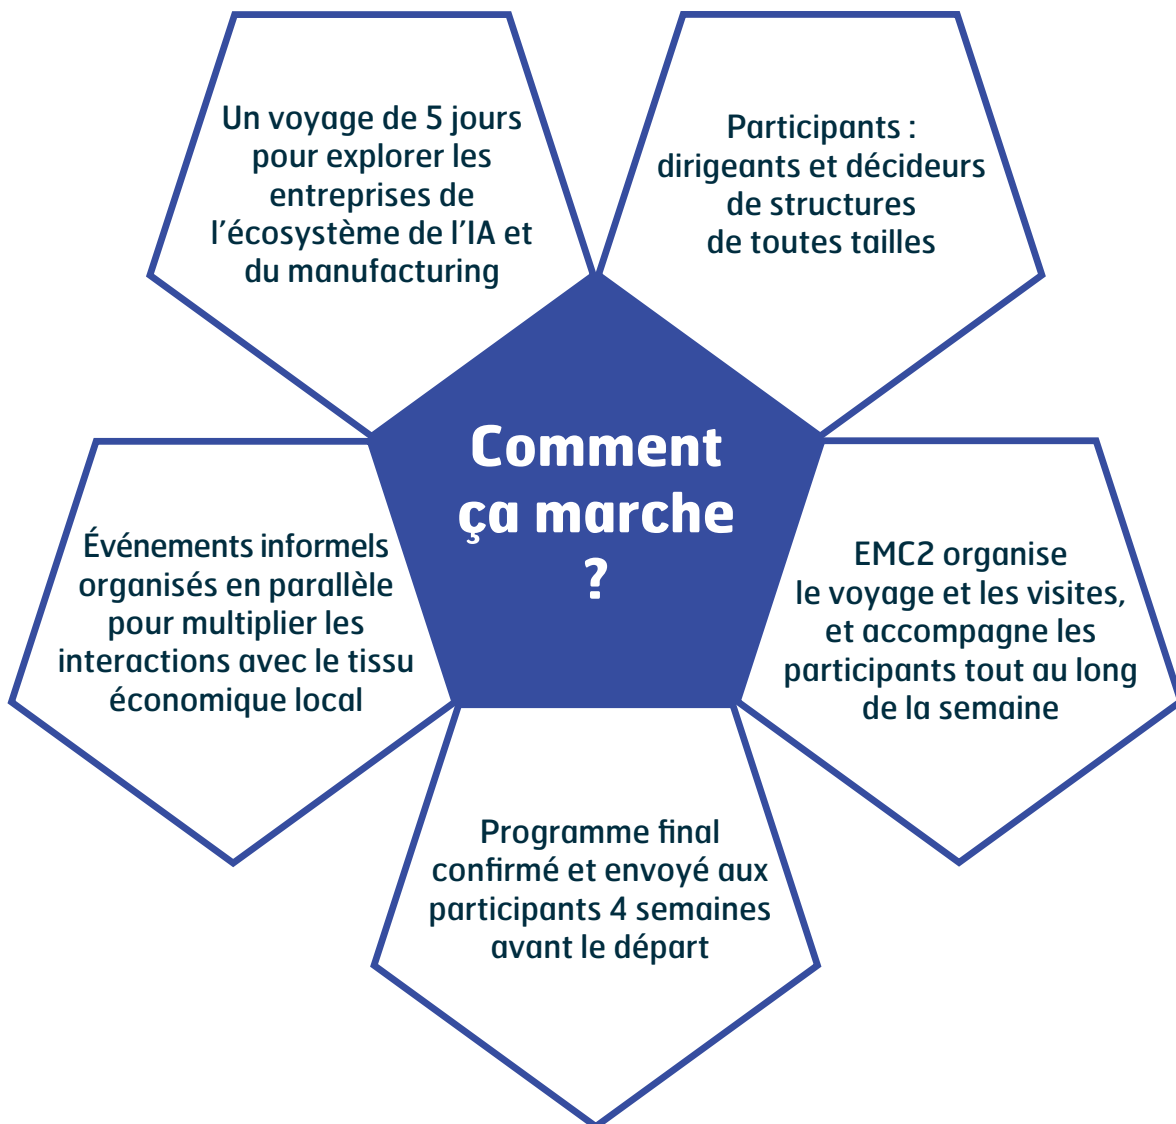 Un voyage de 5 jours
pour explorer les
entreprises de
l'écosystème de l'IA et
du manufacturing
Participants :
dirigeants et décideurs
de structures
de toutes tailles
Comment
ça marche
?
Événements informels
organisés en parallèle
pour multiplier les
interactions avec le tissu
économique local
EMC2 organise
le voyage et les visites,
et accompagne les
participants tout au long
de la semaine
Programme final
confirmé et envoyé aux
participants 4 semaines
avant le départ